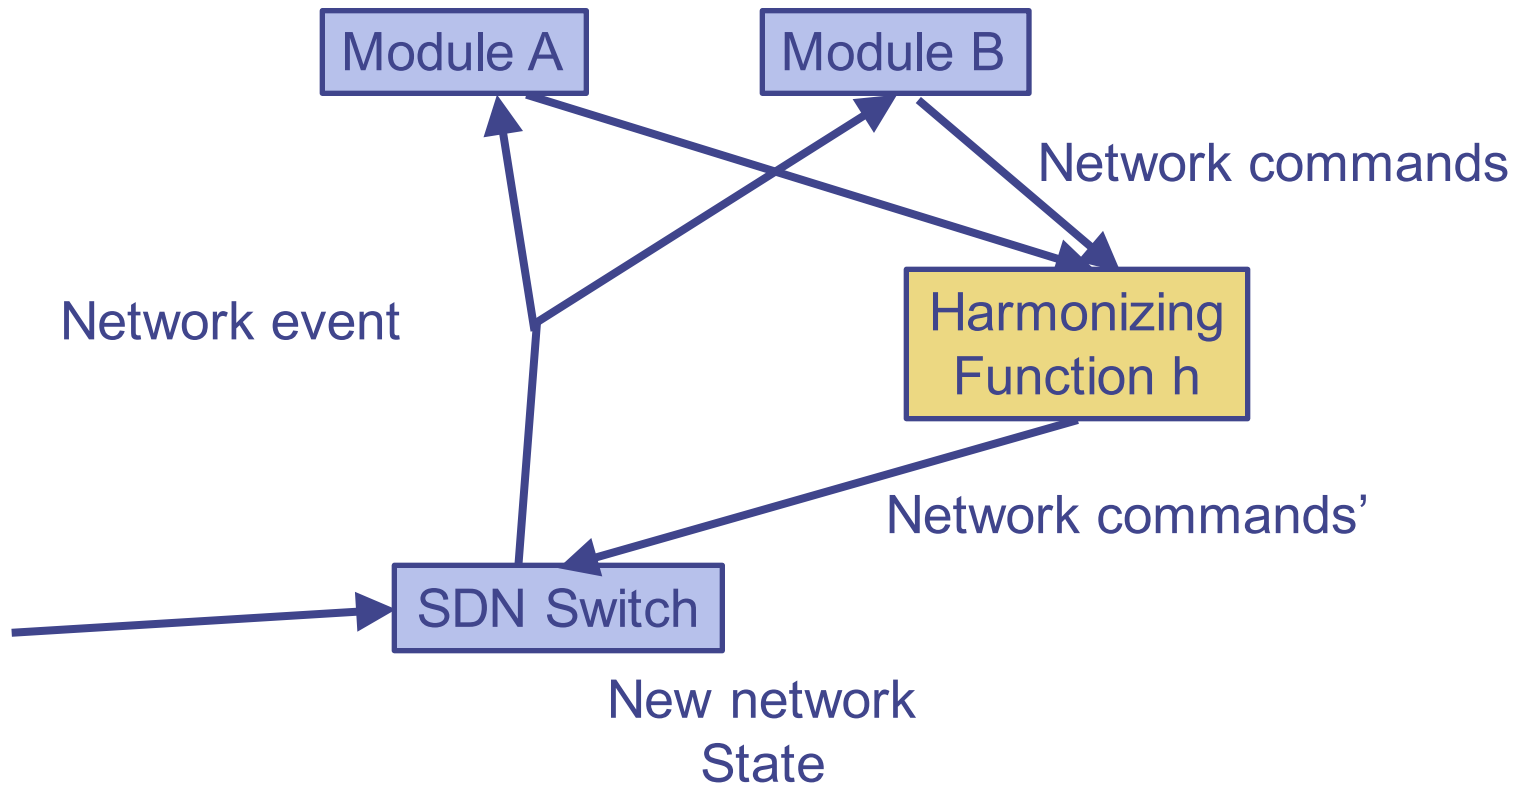 Module A
Module B
Network commands
Network event
Harmonizing
Function h
Network commands’
SDN Switch
New network
State